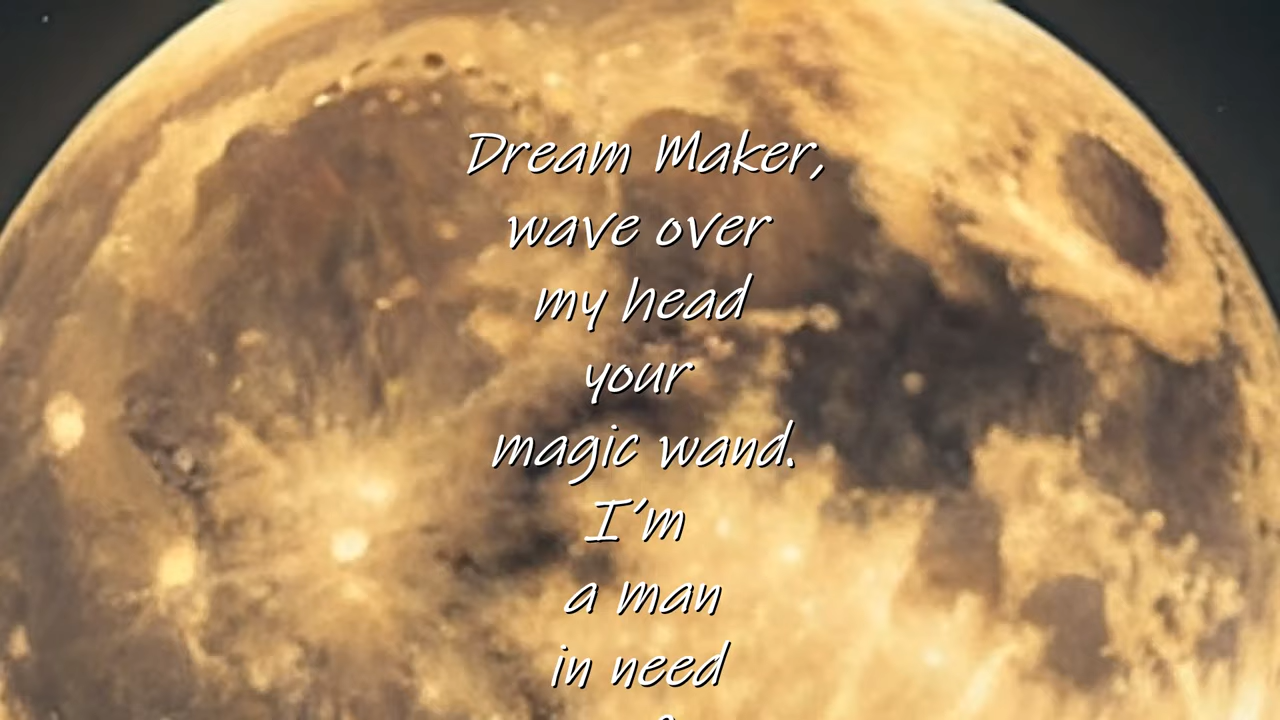 Dream Maker,
wave over
my head
your
magic wand.
I'm
a man
in need